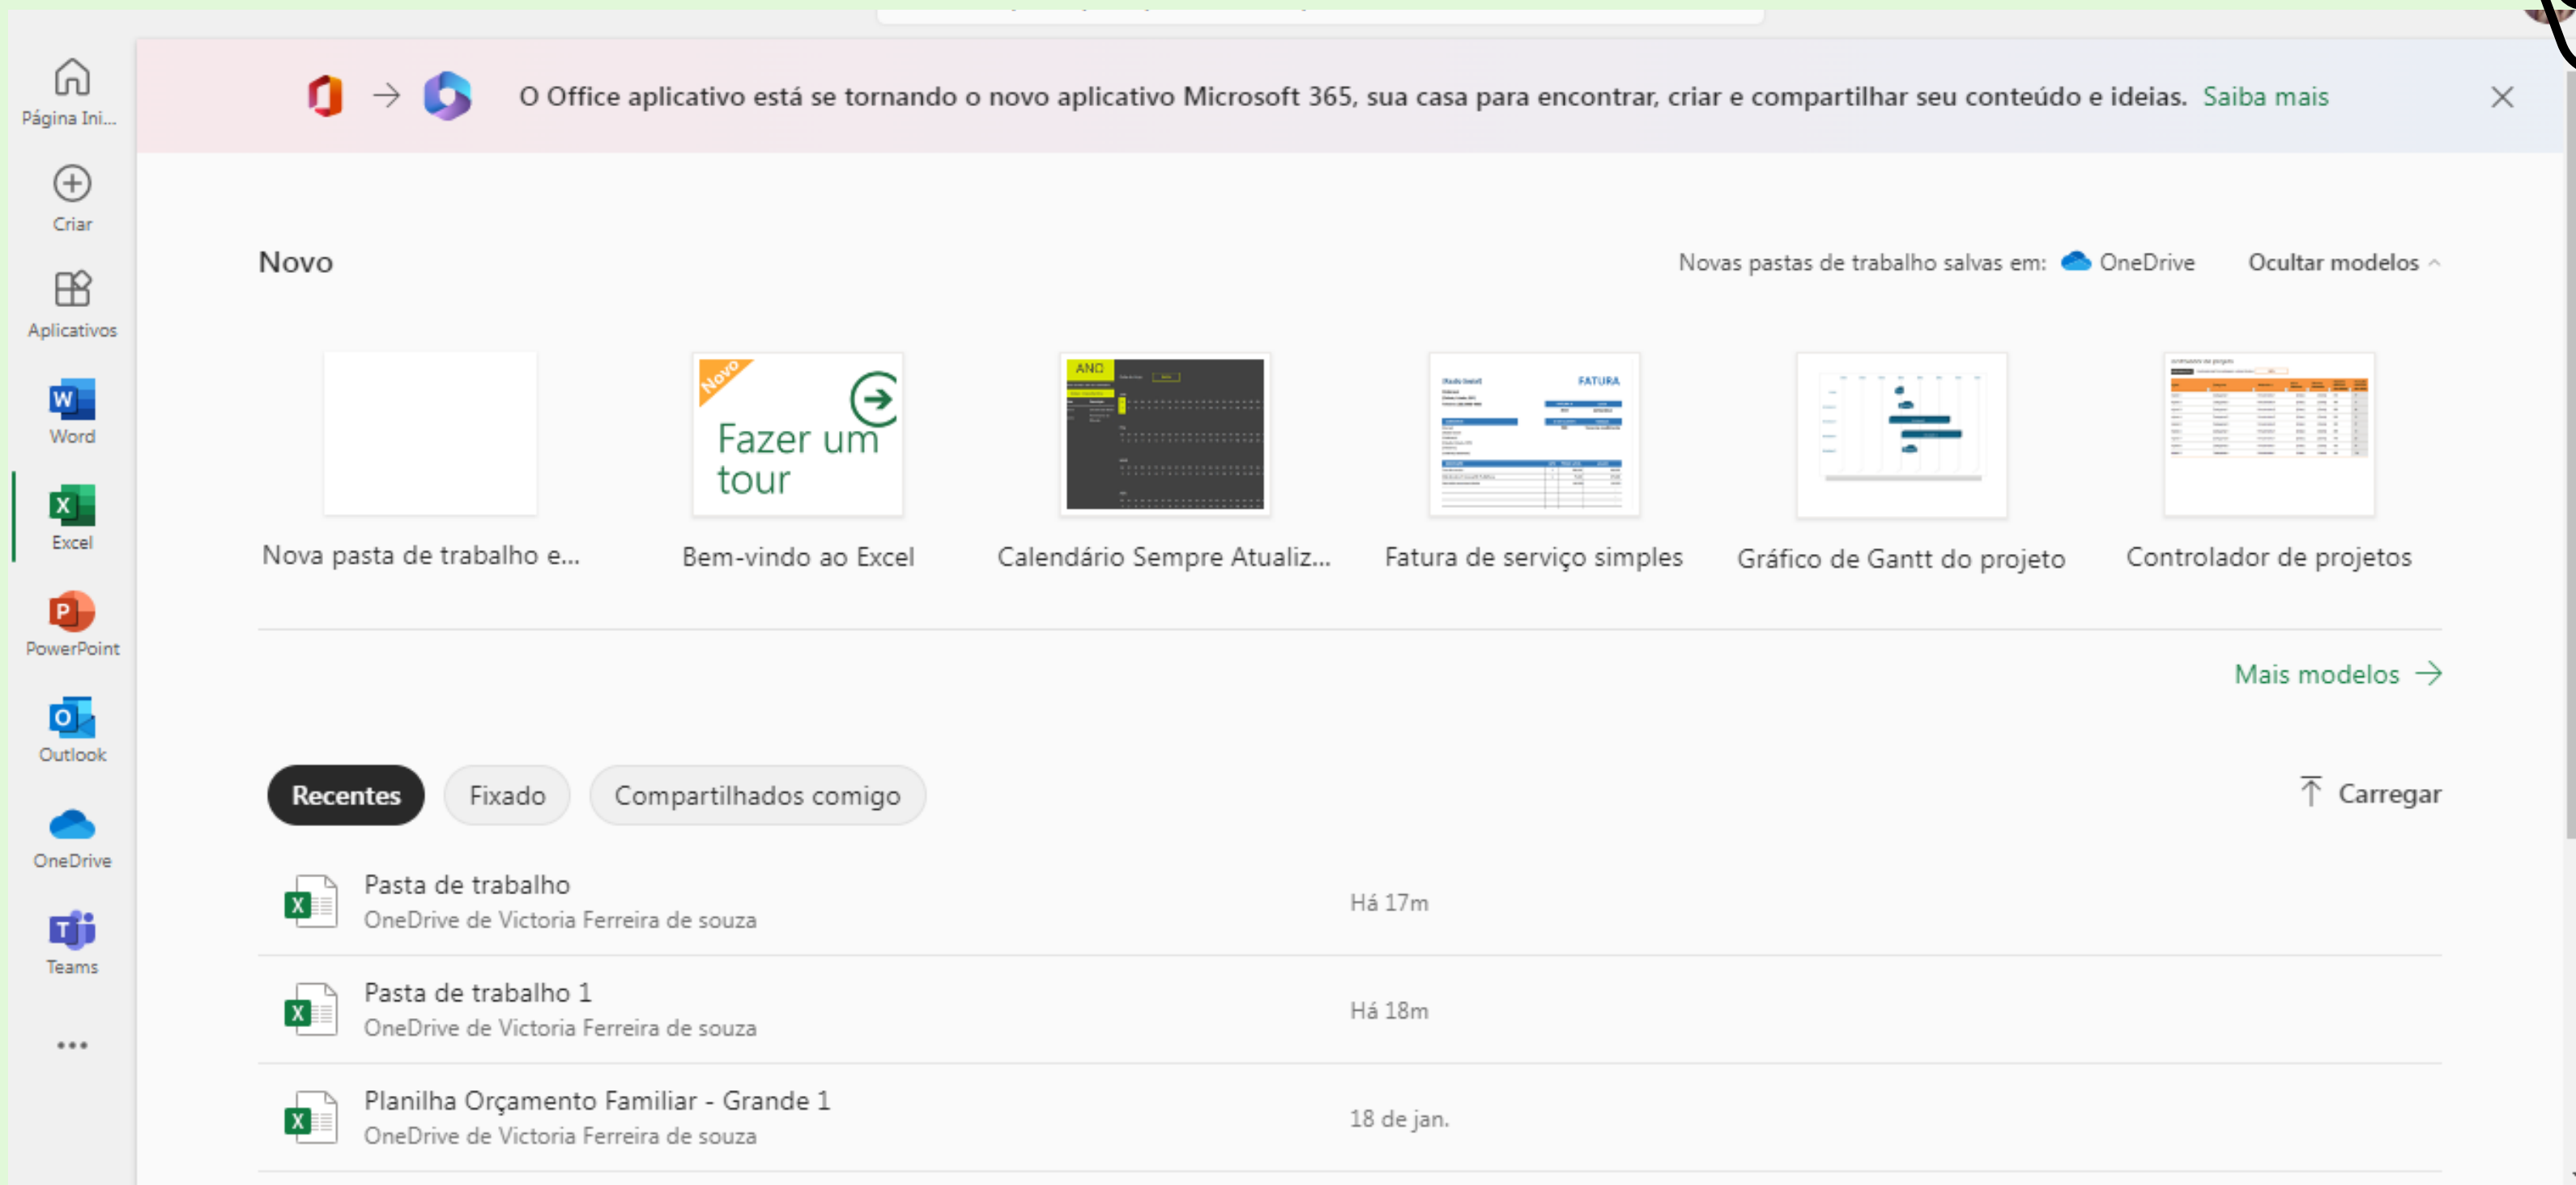 O Office aplicativo está se tornando o novo aplicativo Microsoft 365, sua casa para encontrar, criar e compartilhar seu conteúdo e ideias. Saiba mais
Página Ini...
Criar
Aplicativos
Word
Excel
PowerPoint
Outlook
OneDrive
Teams
Novo
Novas pastas de trabalho salvas em: OneDrive
Ocultar modelos
ANO
Novo
Fazer um
tour
FATURA
Nova pasta de trabalho e...
Bem-vindo ao Excel
Calendário Sempre Atualiz...
Fatura de serviço simples
Gráfico de Gantt do projeto
Controlador de projetos
Mais modelos
Recentes
Fixado
Compartilhados comigo
Carregar
Pasta de trabalho
OneDrive de Victoria Ferreira de souza
Há 17m
Pasta de trabalho 1
OneDrive de Victoria Ferreira de souza
Há 18m
Planilha Orçamento Familiar - Grande 1
OneDrive de Victoria Ferreira de souza
18 de jan.